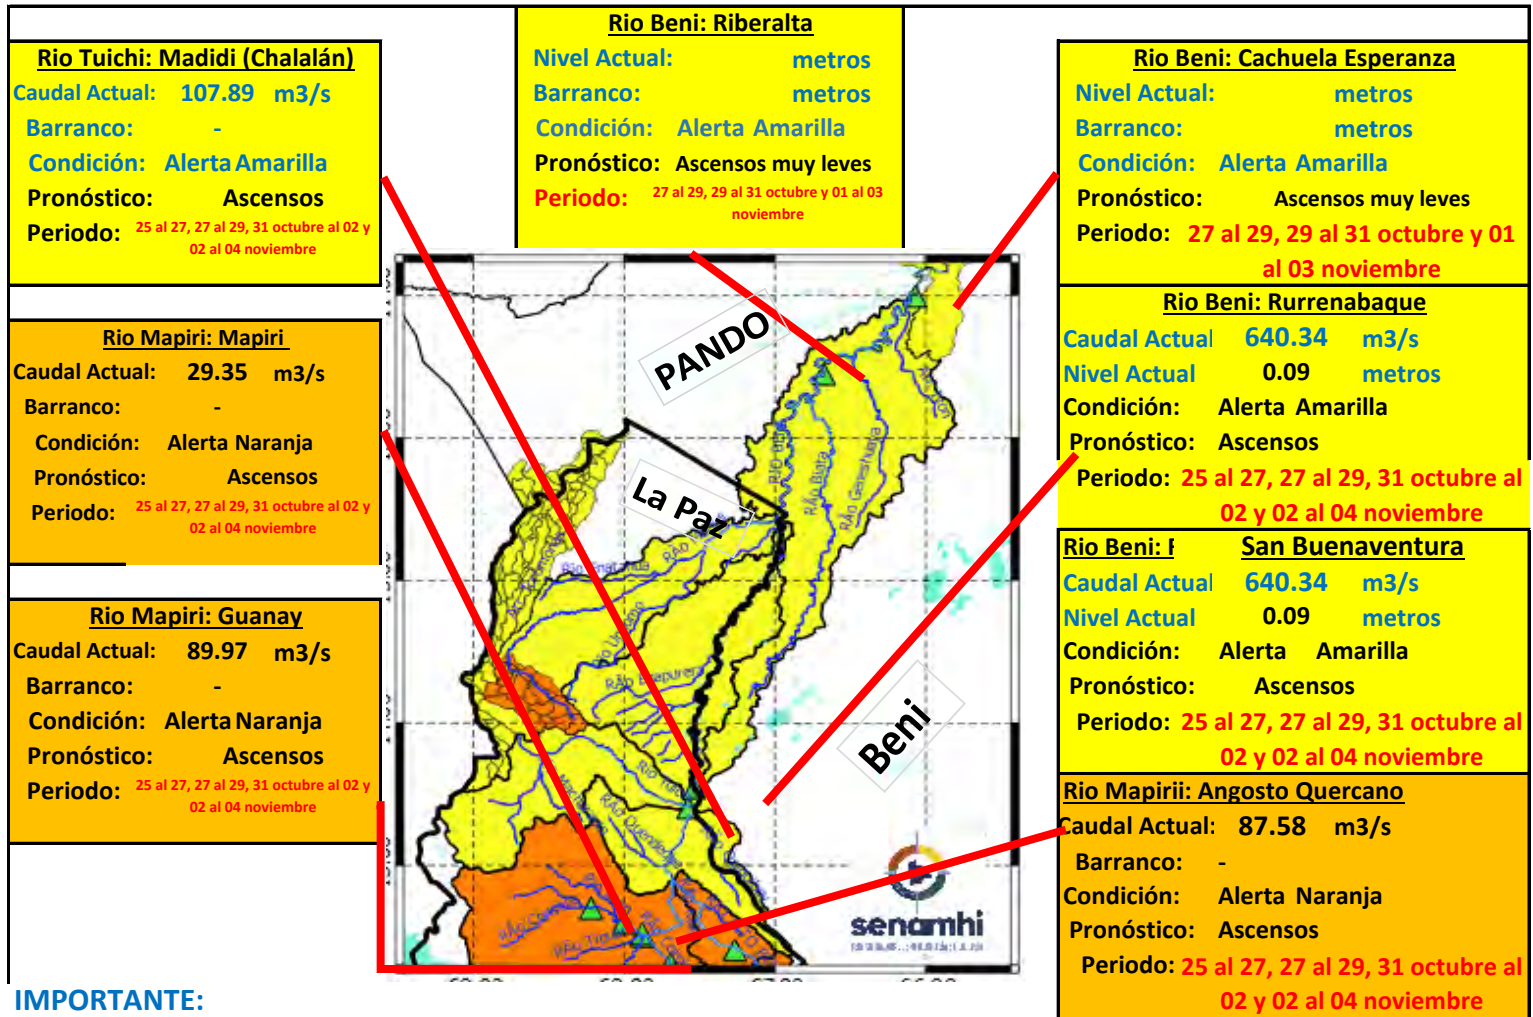 Rio Beni: Riberalta
Nivel Actual: metros
Barranco: metros
Condición: Alerta Amarilla
Pronóstico: Ascensos muy leves
Periodo: 27 al 29, 29 al 31 octubre y 01 al 03
noviembre
Rio Tuichi: Madidi (Chalalán)
Caudal Actual: 107.89 m3/s
Barranco: -
Condición: Alerta Amarilla
Pronóstico: Ascensos
Periodo: 25 al 27, 27 al 29, 31 octubre al 02 y
02 al 04 noviembre
Rio Mapiri: Mapiri
Caudal Actual: 29.35 m3/s
Barranco: -
Condición: Alerta Naranja
Pronóstico: Ascensos
Periodo: 25 al 27, 27 al 29, 31 octubre al 02 y
02 al 04 noviembre
Rio Mapiri: Guanay
Caudal Actual: 89.97 m3/s
Barranco: -
Condición: Alerta Naranja
Pronóstico: Ascensos
Periodo: 25 al 27, 27 al 29, 31 octubre al 02 y
02 al 04 noviembre
Rio Beni: Cachuela Esperanza
Nivel Actual: metros
Barranco: metros
Condición: Alerta Amarilla
Pronóstico: Ascensos muy leves
Periodo: 27 al 29, 29 al 31 octubre y 01
al 03 noviembre
Rio Beni: Rurrenabaque
Caudal Actual 640.34 m3/s
Nivel Actual 0.09 metros
Condición: Alerta Amarilla
Pronóstico: Ascensos
Periodo: 25 al 27, 27 al 29, 31 octubre al
02 y 02 al 04 noviembre
Rio Beni: San Buenaventura
Caudal Actual 640.34 m3/s
Nivel Actual 0.09 metros
Condición: Alerta Amarilla
Pronóstico: Ascensos
Periodo: 25 al 27, 27 al 29, 31 octubre al
02 y 02 al 04 noviembre
Rio Mapirii: Angosto Quercano
Caudal Actual: 87.58 m3/s
Barranco: -
Condición: Alerta Naranja
Pronóstico: Ascensos
Periodo: 25 al 27, 27 al 29, 31 octubre al
02 y 02 al 04 noviembre
PANDO
La Paz
Beni
RÃo Biata
RÃo Geneshuaya
senamhi
IMPORTANTE: